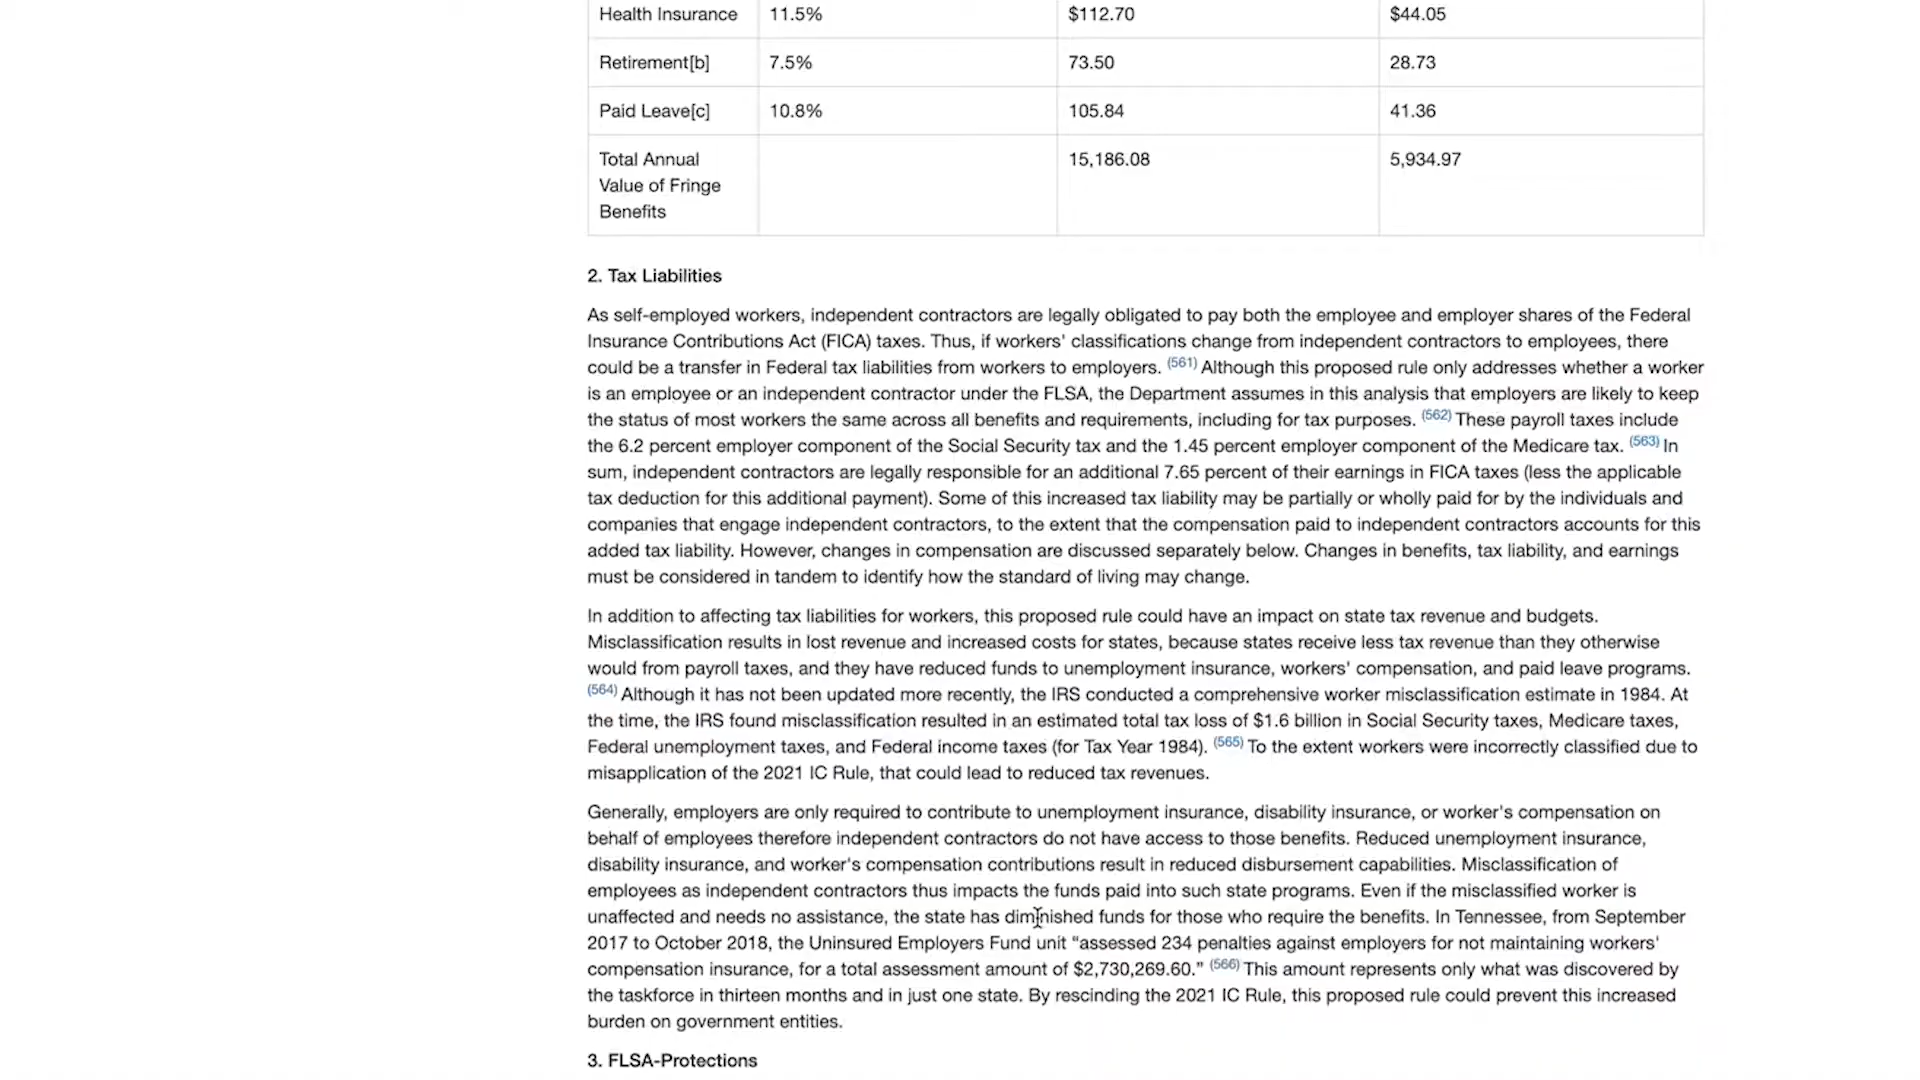 Health Insurance 11.5% $112.70 $44.05
Retirement[b] 7.5% 73.50 28.73
Paid Leave[c] 10.8% 105.84 41.36
Total Annual 15,186.08 5,934.97
Value of Fringe
Benefits
2. Tax Liabilities
As self-employed workers, independent contractors are legally obligated to pay both the employee and employer shares of the Federal
Insurance Contributions Act (FICA) taxes. Thus, if workers' classifications change from independent contractors to employees, there
could be a transfer in Federal tax liabilities from workers to employers. (561) Although this proposed rule only addresses whether a worker
is an employee or an independent contractor under the FLSA, the Department assumes in this analysis that employers are likely to keep
the status of most workers the same across all benefits and requirements, including for tax purposes. (562) These payroll taxes include
the 6.2 percent employer component of the Social Security tax and the 1.45 percent employer component of the Medicare tax. (563) In
sum, independent contractors are legally responsible for an additional 7.65 percent of their earnings in FICA taxes (less the applicable
tax deduction for this additional payment). Some of this increased tax liability may be partially or wholly paid for by the individuals and
companies that engage independent contractors, to the extent that the compensation paid to independent contractors accounts for this
added tax liability. However, changes in compensation are discussed separately below. Changes in benefits, tax liability, and earnings
must be considered in tandem to identify how the standard of living may change.
In addition to affecting tax liabilities for workers, this proposed rule could have an impact on state tax revenue and budgets.
Misclassification results in lost revenue and increased costs for states, because states receive less tax revenue than they otherwise
would from payroll taxes, and they have reduced funds to unemployment insurance, workers' compensation, and paid leave programs.
(564) Although it has not been updated more recently, the IRS conducted a comprehensive worker misclassification estimate in 1984. At
the time, the IRS found misclassification resulted in an estimated total tax loss of $1.6 billion in Social Security taxes, Medicare taxes,
Federal unemployment taxes, and Federal income taxes (for Tax Year 1984). (565) To the extent workers were incorrectly classified due to
misapplication of the 2021 IC Rule, that could lead to reduced tax revenues.
Generally, employers are only required to contribute to unemployment insurance, disability insurance, or worker's compensation on
behalf of employees therefore independent contractors do not have access to those benefits. Reduced unemployment insurance,
disability insurance, and worker's compensation contributions result in reduced disbursement capabilities. Misclassification of
employees as independent contractors thus impacts the funds paid into such state programs. Even if the misclassified worker is
unaffected and needs no assistance, the state has diminished funds for those who require the benefits. In Tennessee, from September
2017 to October 2018, the Uninsured Employers Fund unit "assessed 234 penalties against employers for not maintaining workers'
compensation insurance, for a total assessment amount of $2,730,269.60." (566) This amount represents only what was discovered by
the taskforce in thirteen months and in just one state. By rescinding the 2021 IC Rule, this proposed rule could prevent this increased
burden on government entities.
3. FLSA-Protections